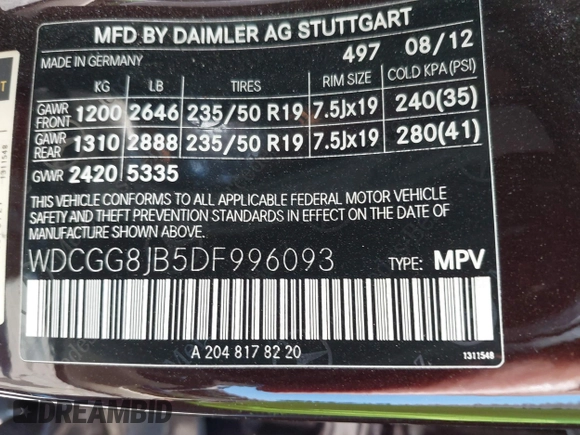 MFD BY DAIMLER AG STUTTGART
MADE IN GERMANY 497 08/12
KG LB TIRES RIM SIZE COLD KPA(PSI)
GAWR FRONT 1200 2646 235/50 R19 7.5Jx19 240(35)
GAWR REAR 1310 2888 235/50 R19 7.5Jx19 280(41)
GVWR 2420 5335
THIS VEHICLE CONFORMS TO ALL APPLICABLE FEDERAL MOTOR VEHICLE
SAFETY AND THEFT PREVENTION STANDARDS IN EFFECT ON THE DATE OF
MANUFACTURE SHOWN ABOVE.
WDCGG8JB5DF996093 TYPE: MPV
A 204 817 82 20
1311548
1311548
DREAMBID